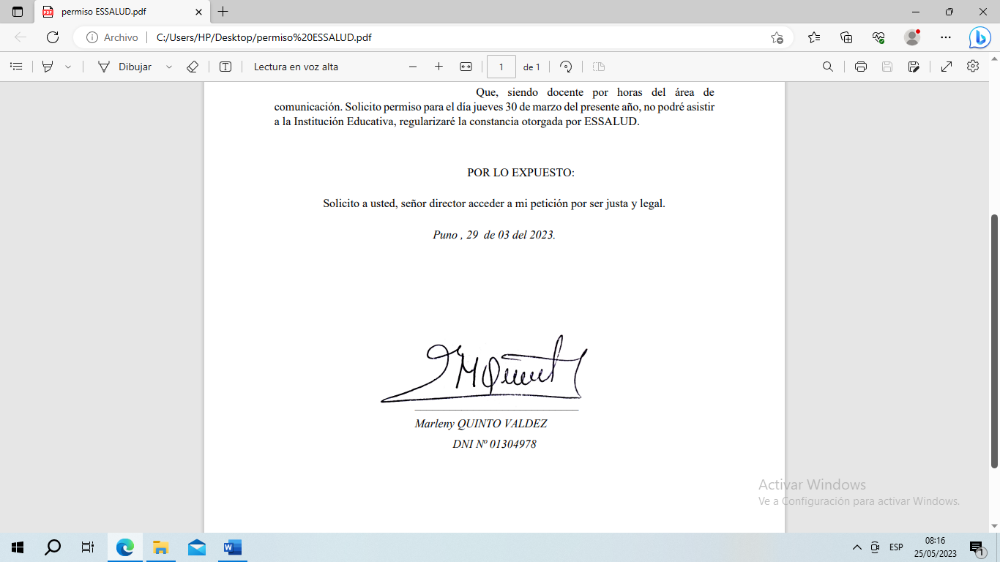 permiso ESSALUD.pdf
Archivo
C:/Users/HP/Desktop/permiso%20ESSALUD.pdf
Dibujar
Lectura en voz alta
1
de 1
Que, siendo docente por horas del área de
comunicación. Solicito permiso para el día jueves 30 de marzo del presente año, no podré asistir
a la Institución Educativa, regularizaré la constancia otorgada por ESSALUD.
POR LO EXPUESTO:
Solicito a usted, señor director acceder a mi petición por ser justa y legal.
Puno , 29 de 03 del 2023.
Marleny QUINTO VALDEZ
DNI Nº 01304978
Activar Windows
Ve a Configuración para activar Windows.
ESP
08:16
25/05/2023
1